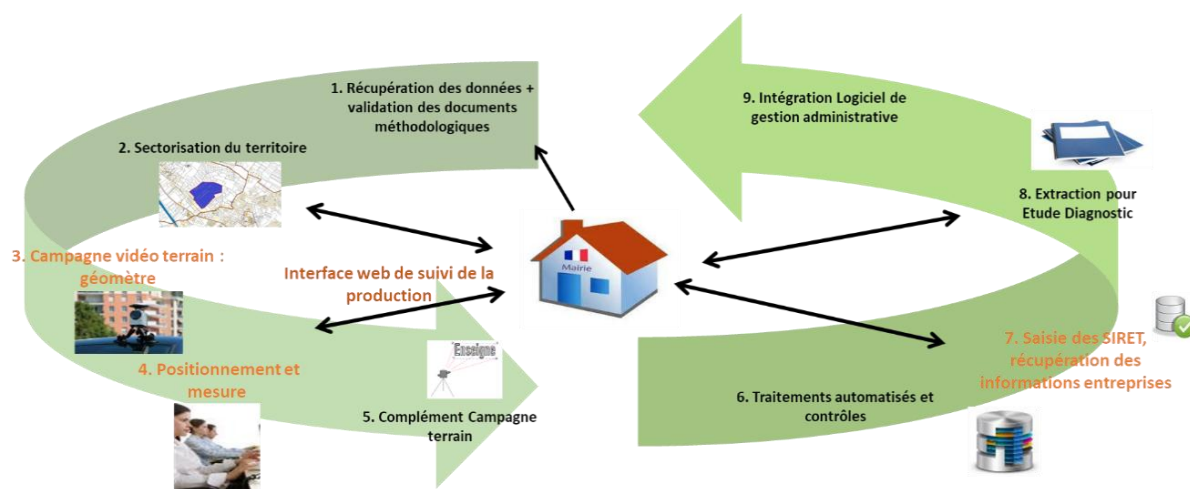 1. Récupération des données +
validation des documents
méthodologiques
2. Sectorisation du territoire
3. Campagne vidéo terrain :
géomètre
4. Positionnement et
mesure
Interface web de suivi de la
production
Mairie
Enseigne
5. Complément Campagne
terrain
6. Traitements automatisés et
contrôles
7. Saisie des SIRET,
récupération des
informations entreprises
8. Extraction pour
Etude Diagnostic
9. Intégration Logiciel de
gestion administrative